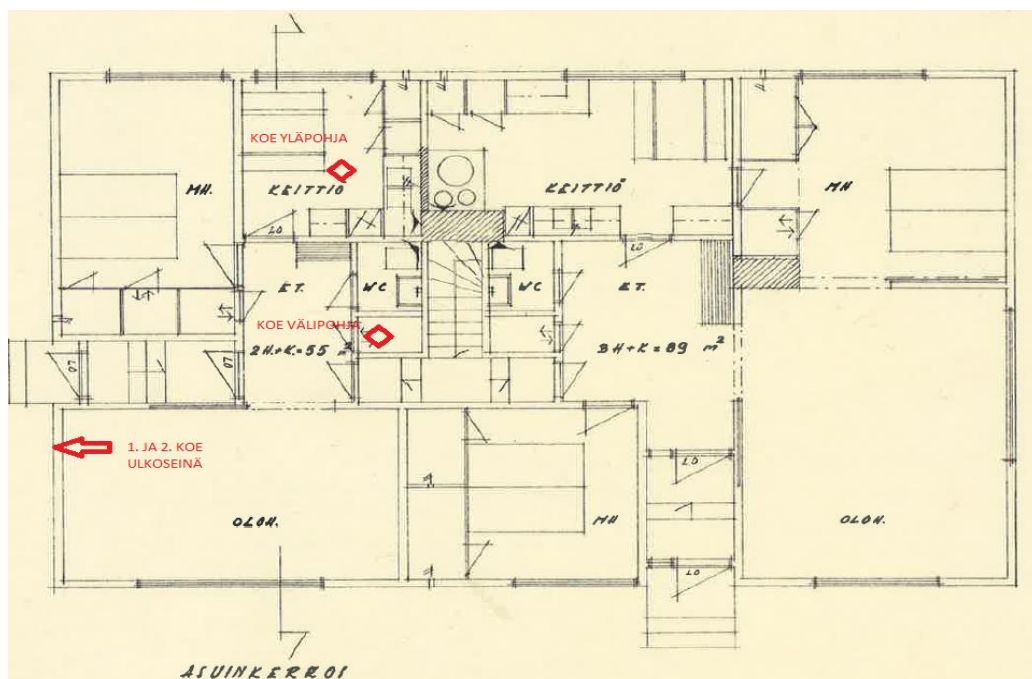 KOE YLÄPOHJA
MH.
KEITTIÖ
KEITTIÖ
MH
LO
LO
ET.
WC
WC
ET.
KOE VÄLIPOHJA
2H.+K.=55 m²
3H+K=89 m²
LO
LO
1. JA 2. KOE
ULKOSEINÄ
LO
OLOH.
MH
OLOH.
LO
ASUINKERROS